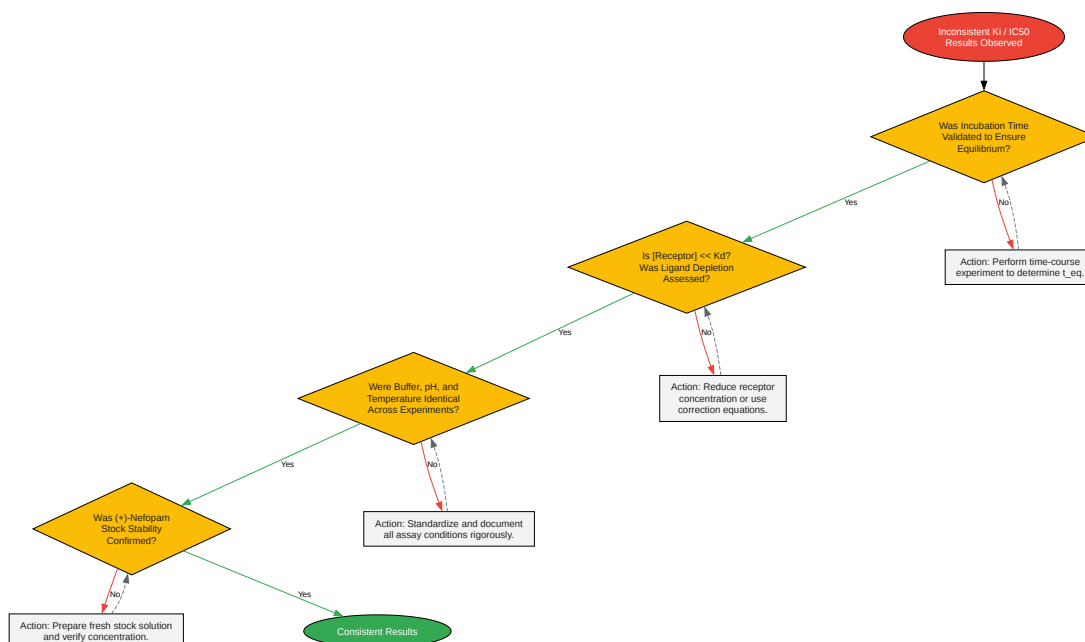 Inconsistent Ki / IC50
Results Observed
Was Incubation Time
Validated to Ensure
Equilibrium?
Yes
No
Action: Perform time-course
experiment to determine t_eq.
Is [Receptor] << Kd?
Was Ligand Depletion
Assessed?
Yes
No
Action: Reduce receptor
concentration or use
correction equations.
Were Buffer, pH, and
Temperature Identical
Across Experiments?
Yes
No
Action: Standardize and document
all assay conditions rigorously.
Was (+)-Nefopam
Stock Stability
Confirmed?
No
Yes
Action: Prepare fresh stock solution
and verify concentration.
Consistent Results